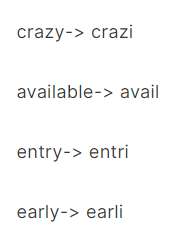 crazy-> crazi
available-> avail
entry-> entri
early-> earli